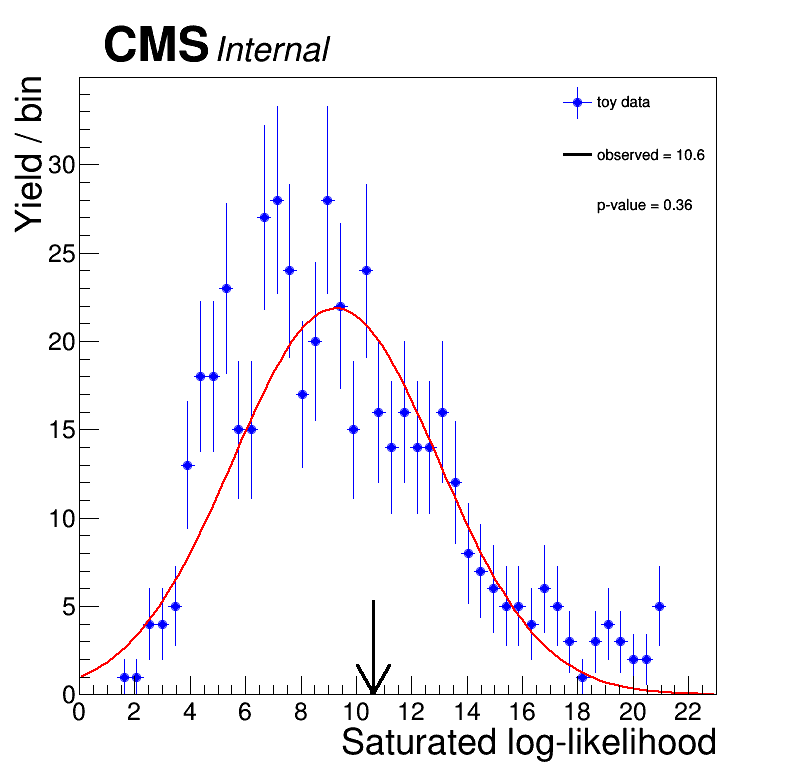 CMS Internal
Yield / bin
toy data
observed = 10.6
p-value = 0.36
30
25
20
15
10
5
0
0 2 4 6 8 10 12 14 16 18 20 22
Saturated log-likelihood